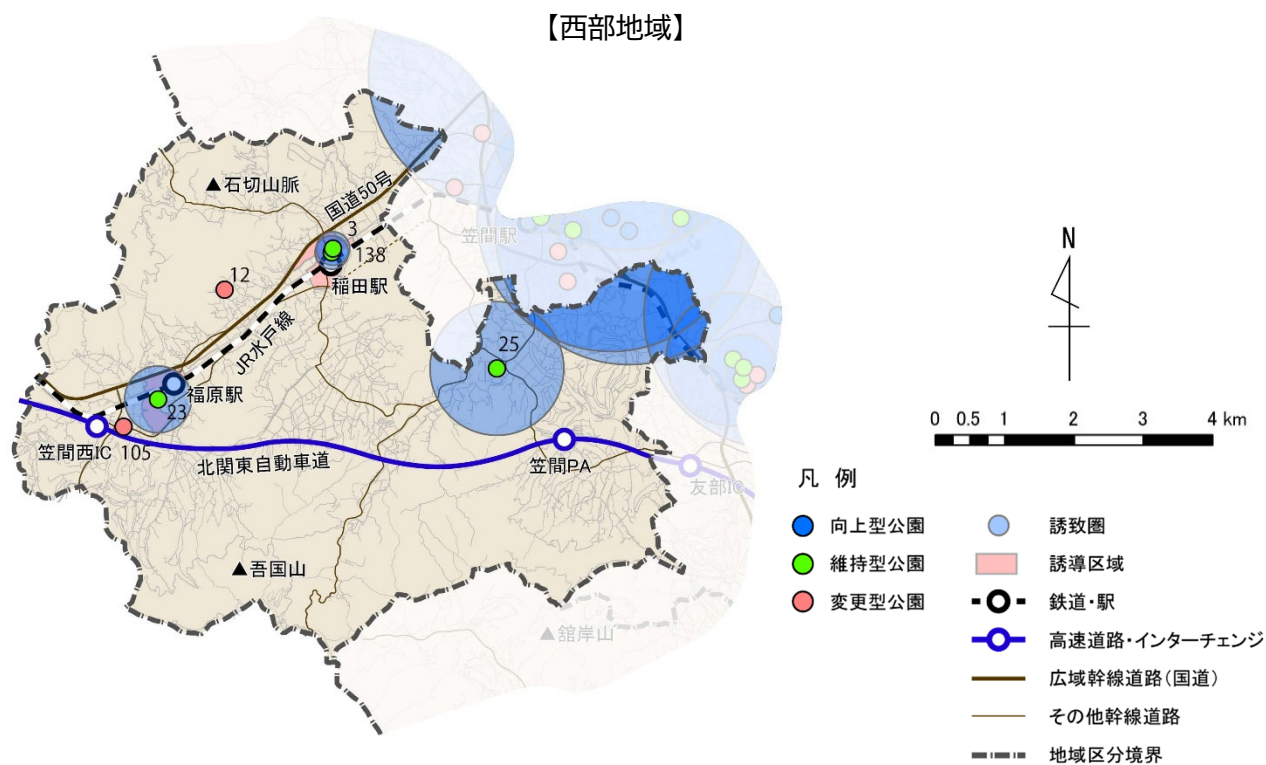 【西部地域】
▲石切山脈
国道50号
笠間駅
3
138
稲田駅
12
JR水戸線
25
福原駅
23
笠間西IC
105
北関東自動車道
笠間PA
友部IC
▲吾国山
▲舘岸山
N
0 0.5 1 2 3 4 km
凡 例
向上型公園
維持型公園
変更型公園
誘致圏
誘導区域
鉄道・駅
高速道路・インターチェンジ
広域幹線道路(国道)
その他幹線道路
地域区分境界